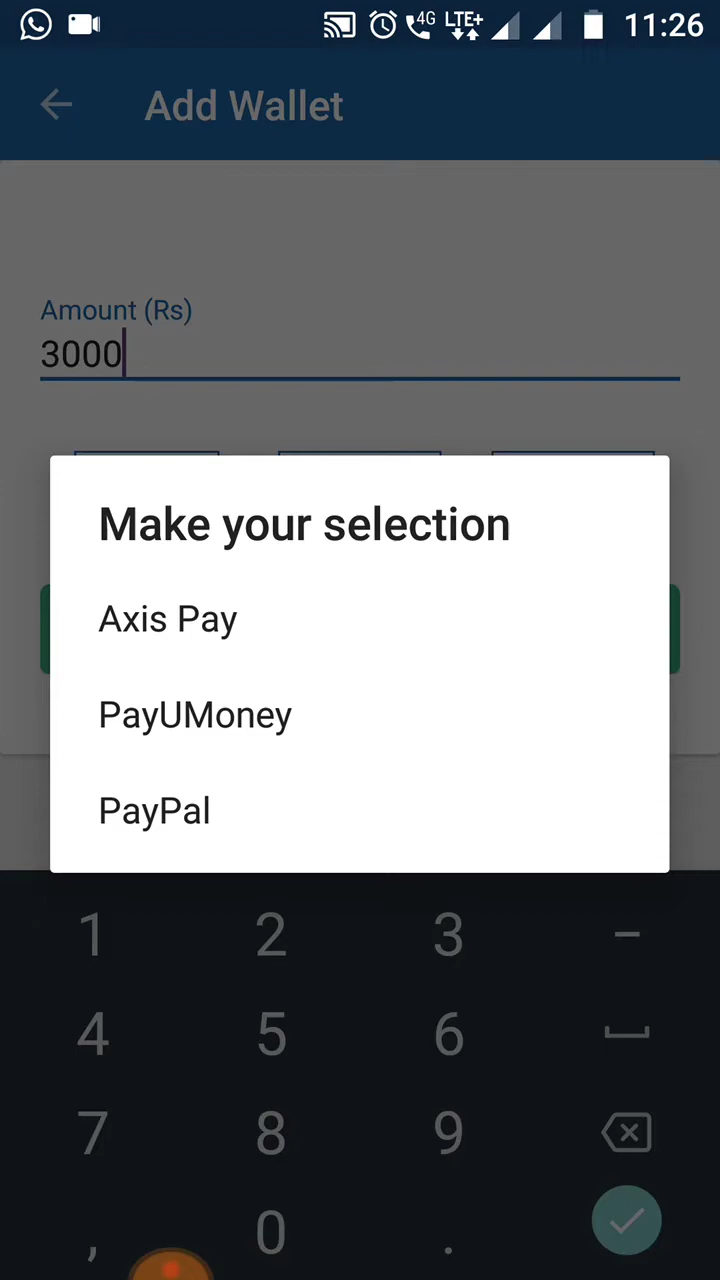 4G LTE+ 11:26
Add Wallet
Amount (Rs)
3000
Make your selection
Axis Pay
PayUMoney
PayPal
1 2 3 –
4 5 6
7 8 9
, 0 .